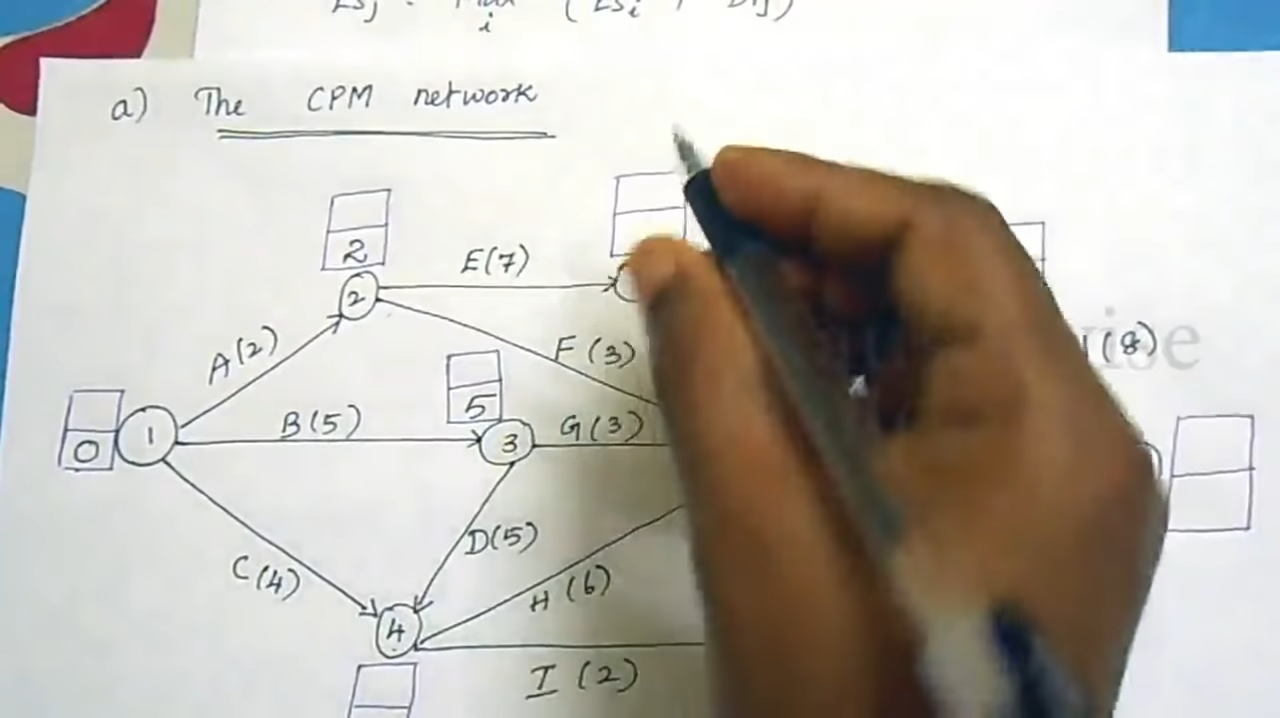 a) The CPM network
2
E(7)
2
A(2)
F(3)
(8)
5
B(5)
G(3)
1
3
0
D(5)
C(4)
H(6)
4
I(2)